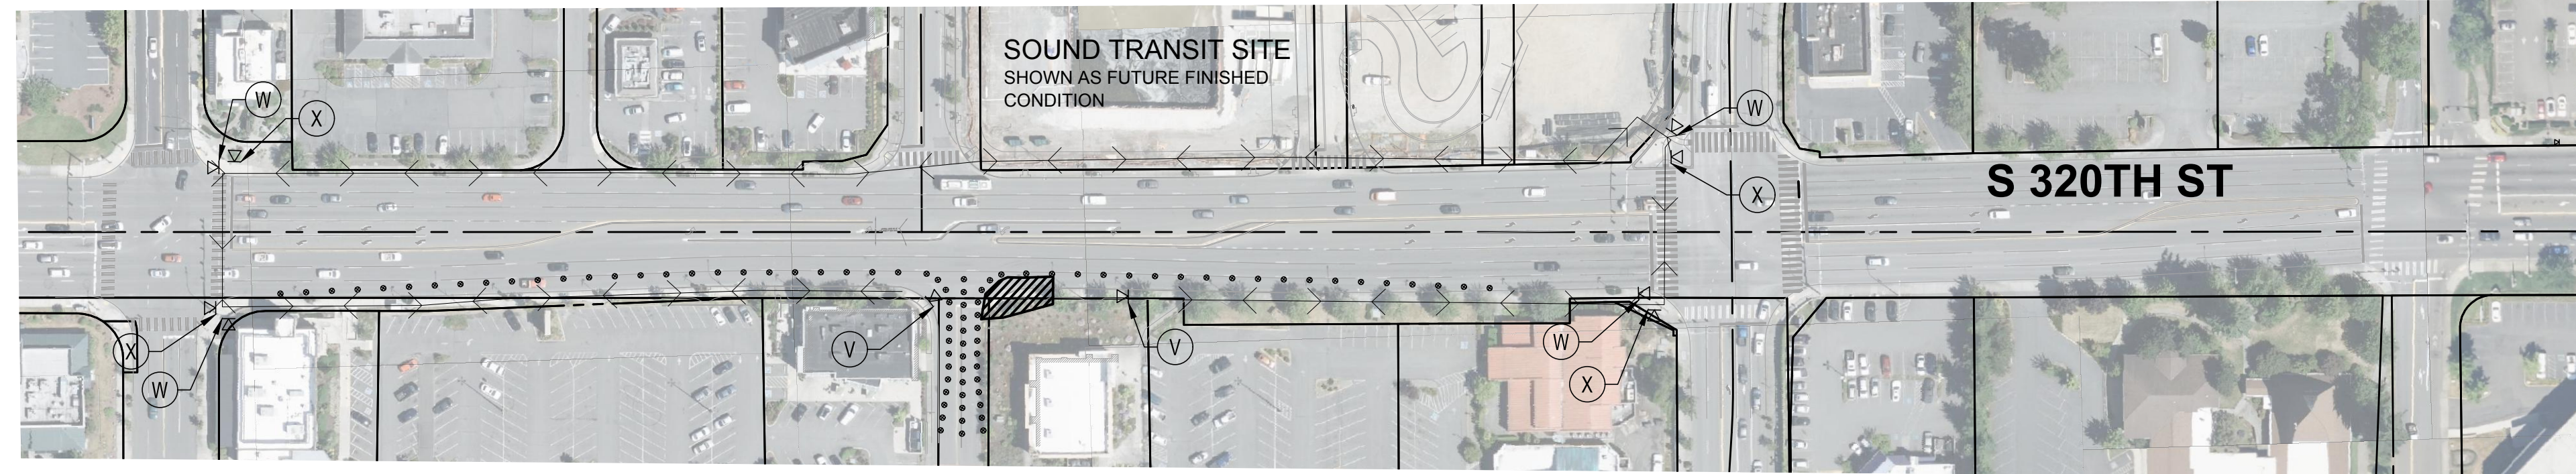 SOUND TRANSIT SITE
SHOWN AS FUTURE FINISHED
CONDITION
W
X
W
X
S 320TH ST
X
W
V
V
W
X